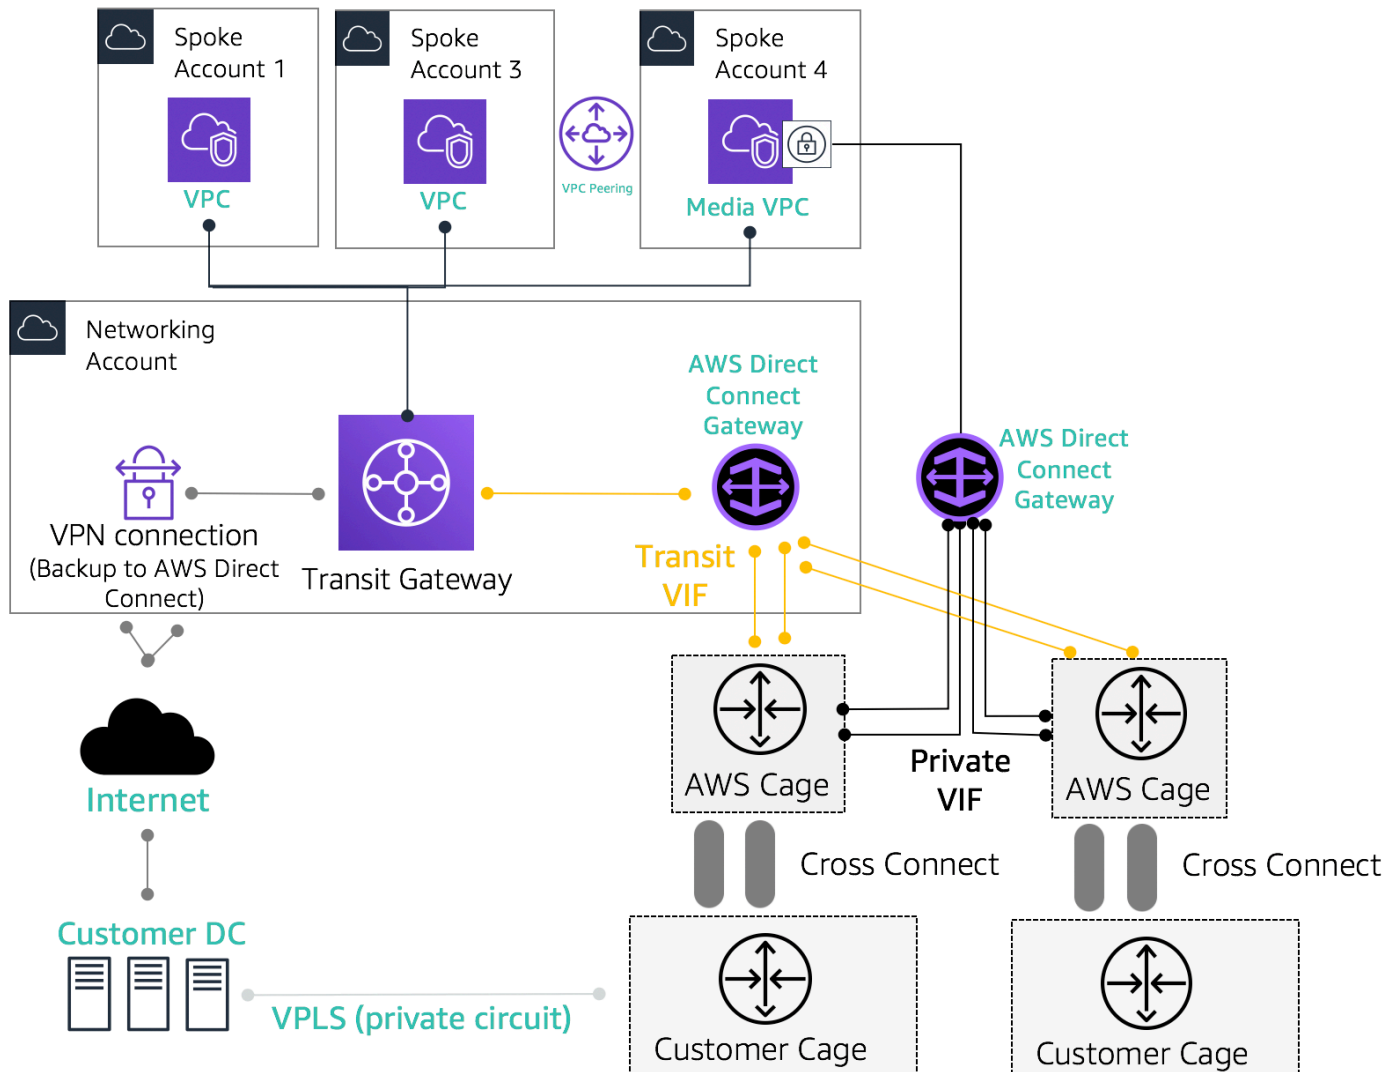 Spoke
Account 1
VPC
Spoke
Account 3
VPC
VPC Peering
Spoke
Account 4
Media VPC
Networking
Account
AWS Direct
Connect
Gateway
AWS Direct
Connect
Gateway
VPN connection
(Backup to AWS Direct
Connect)
Transit Gateway
Transit
VIF
Internet
AWS Cage
Private
VIF
AWS Cage
Cross Connect
Cross Connect
Customer DC
VPLS (private circuit)
Customer Cage
Customer Cage